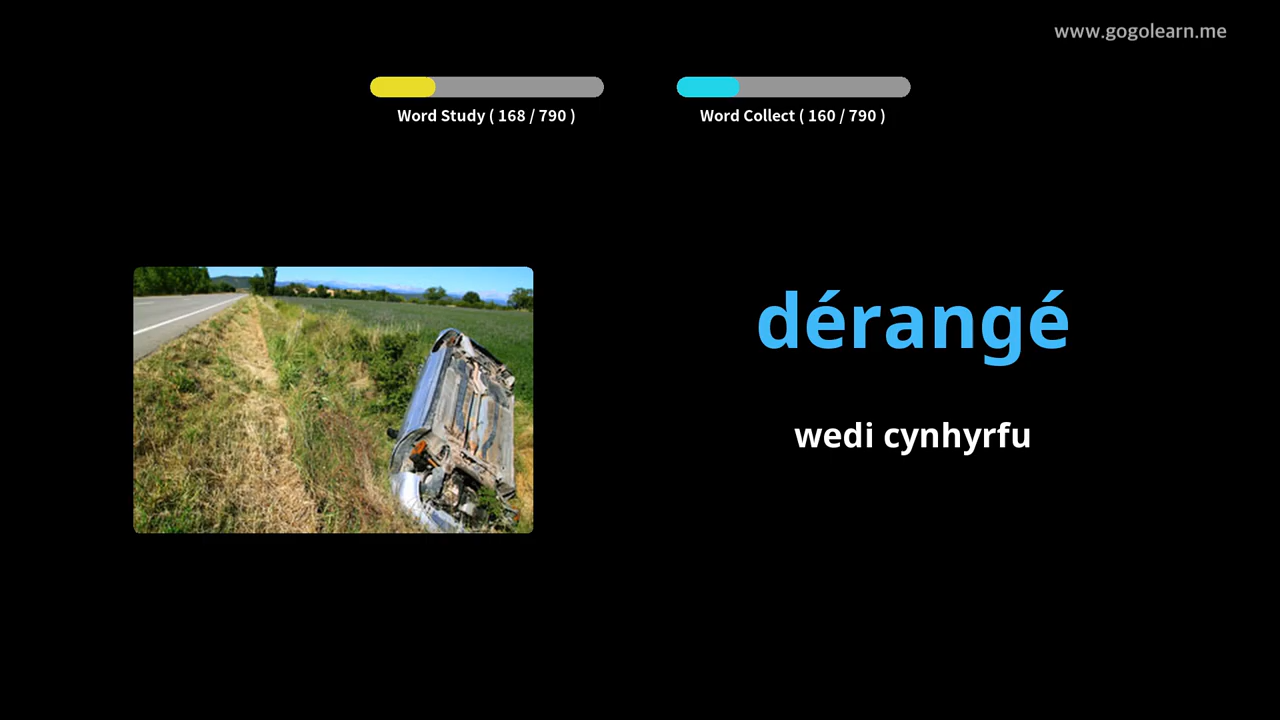 www.gogolearn.me
Word Study ( 168 / 790 )
Word Collect ( 160 / 790 )
dérangé
wedi cynhyrfu